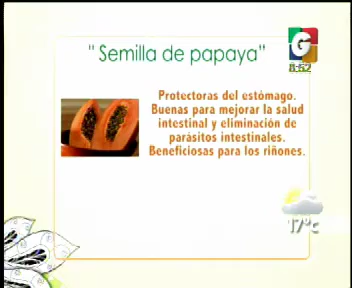 " Semilla de papaya"
G
8:52
Protectoras del estómago.
Buenas para mejorar la salud
intestinal y eliminación de
parásitos intestinales.
Beneficiosas para los riñones.
17°C